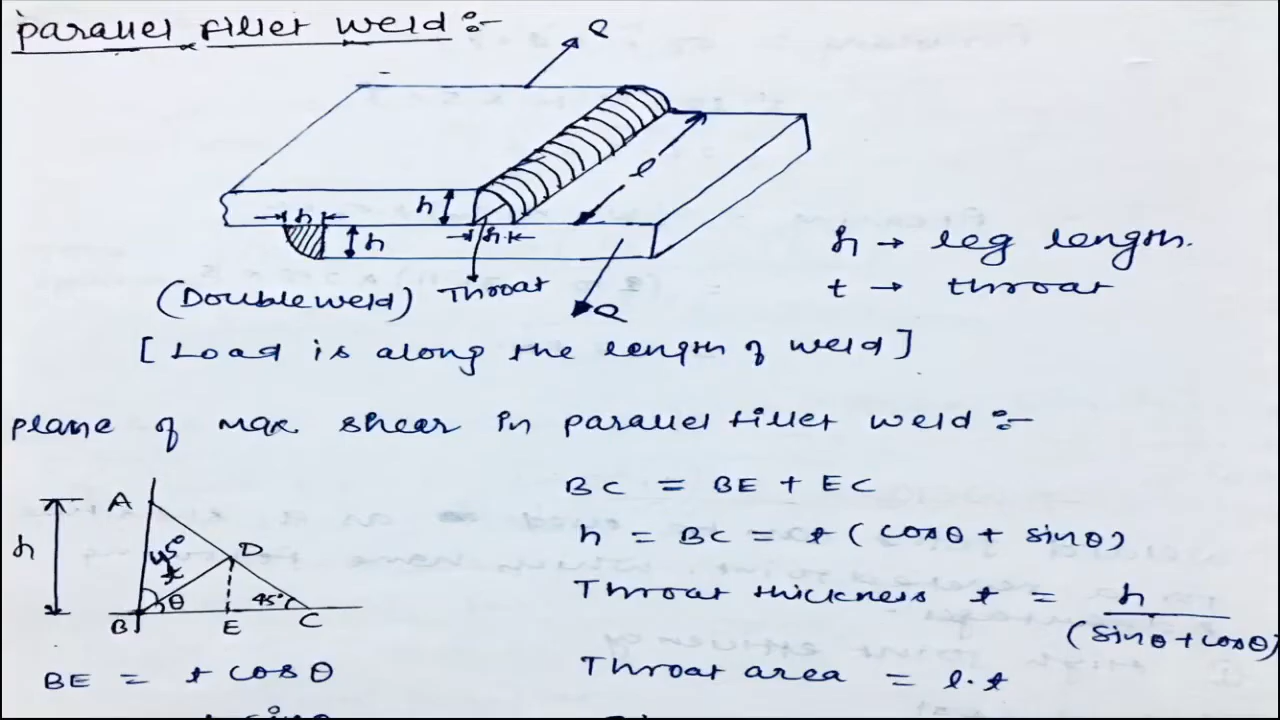 parallel fillet weld :-
P
l
h
h
h
h
(Double weld) Throat
P
h → leg length.
t → throat
[Load is along the length of weld]
plane of max shear in parallel fillet weld :-
A
h
45°
t
D
θ
45°
B
E
C
BE = t cosθ
BC = BE + EC
h = BC = t (cosθ + sinθ)
Throat thickness t = h
(sinθ + cosθ)
Throat area = l.t